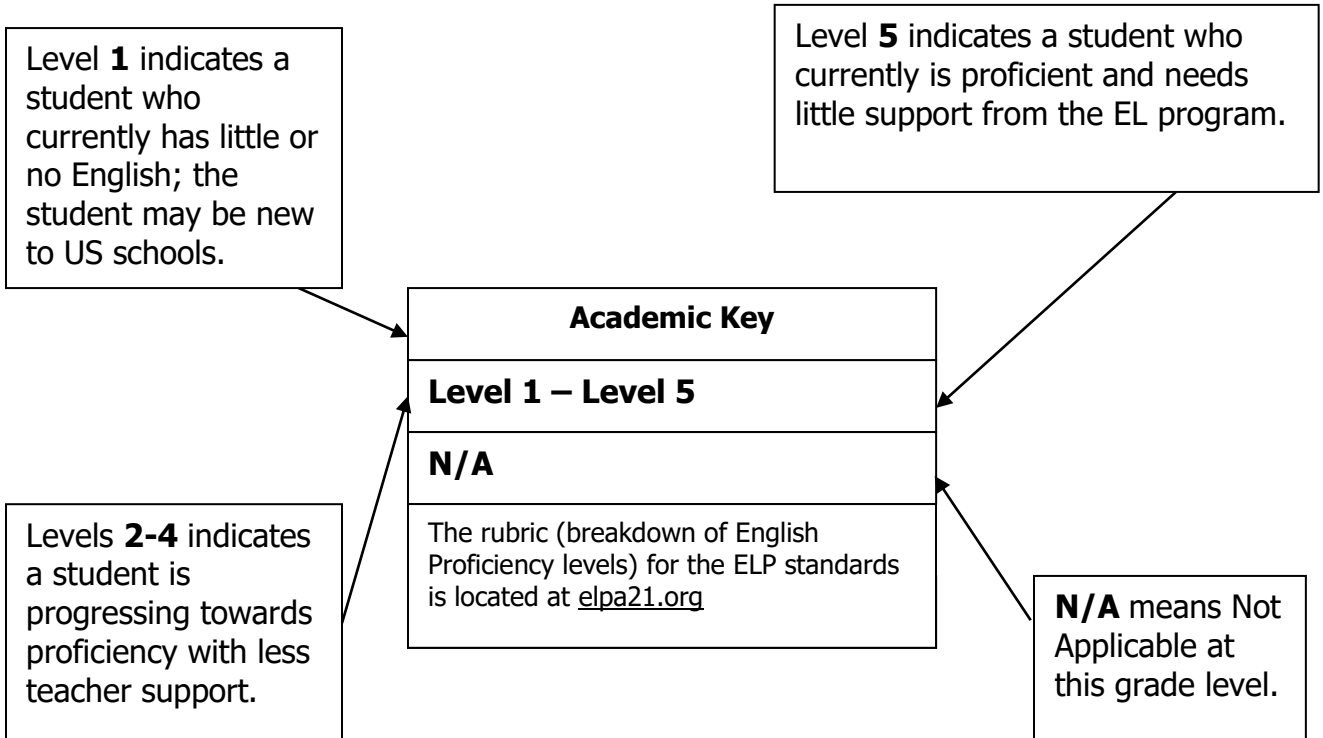 Level 1 indicates a
student who
currently has little or
no English; the
student may be new
to US schools.
Level 5 indicates a student who
currently is proficient and needs
little support from the EL program.
Academic Key
Level 1 – Level 5
N/A
The rubric (breakdown of English
Proficiency levels) for the ELP standards
is located at elpa21.org
Levels 2-4 indicates
a student is
progressing towards
proficiency with less
teacher support.
N/A means Not
Applicable at
this grade level.